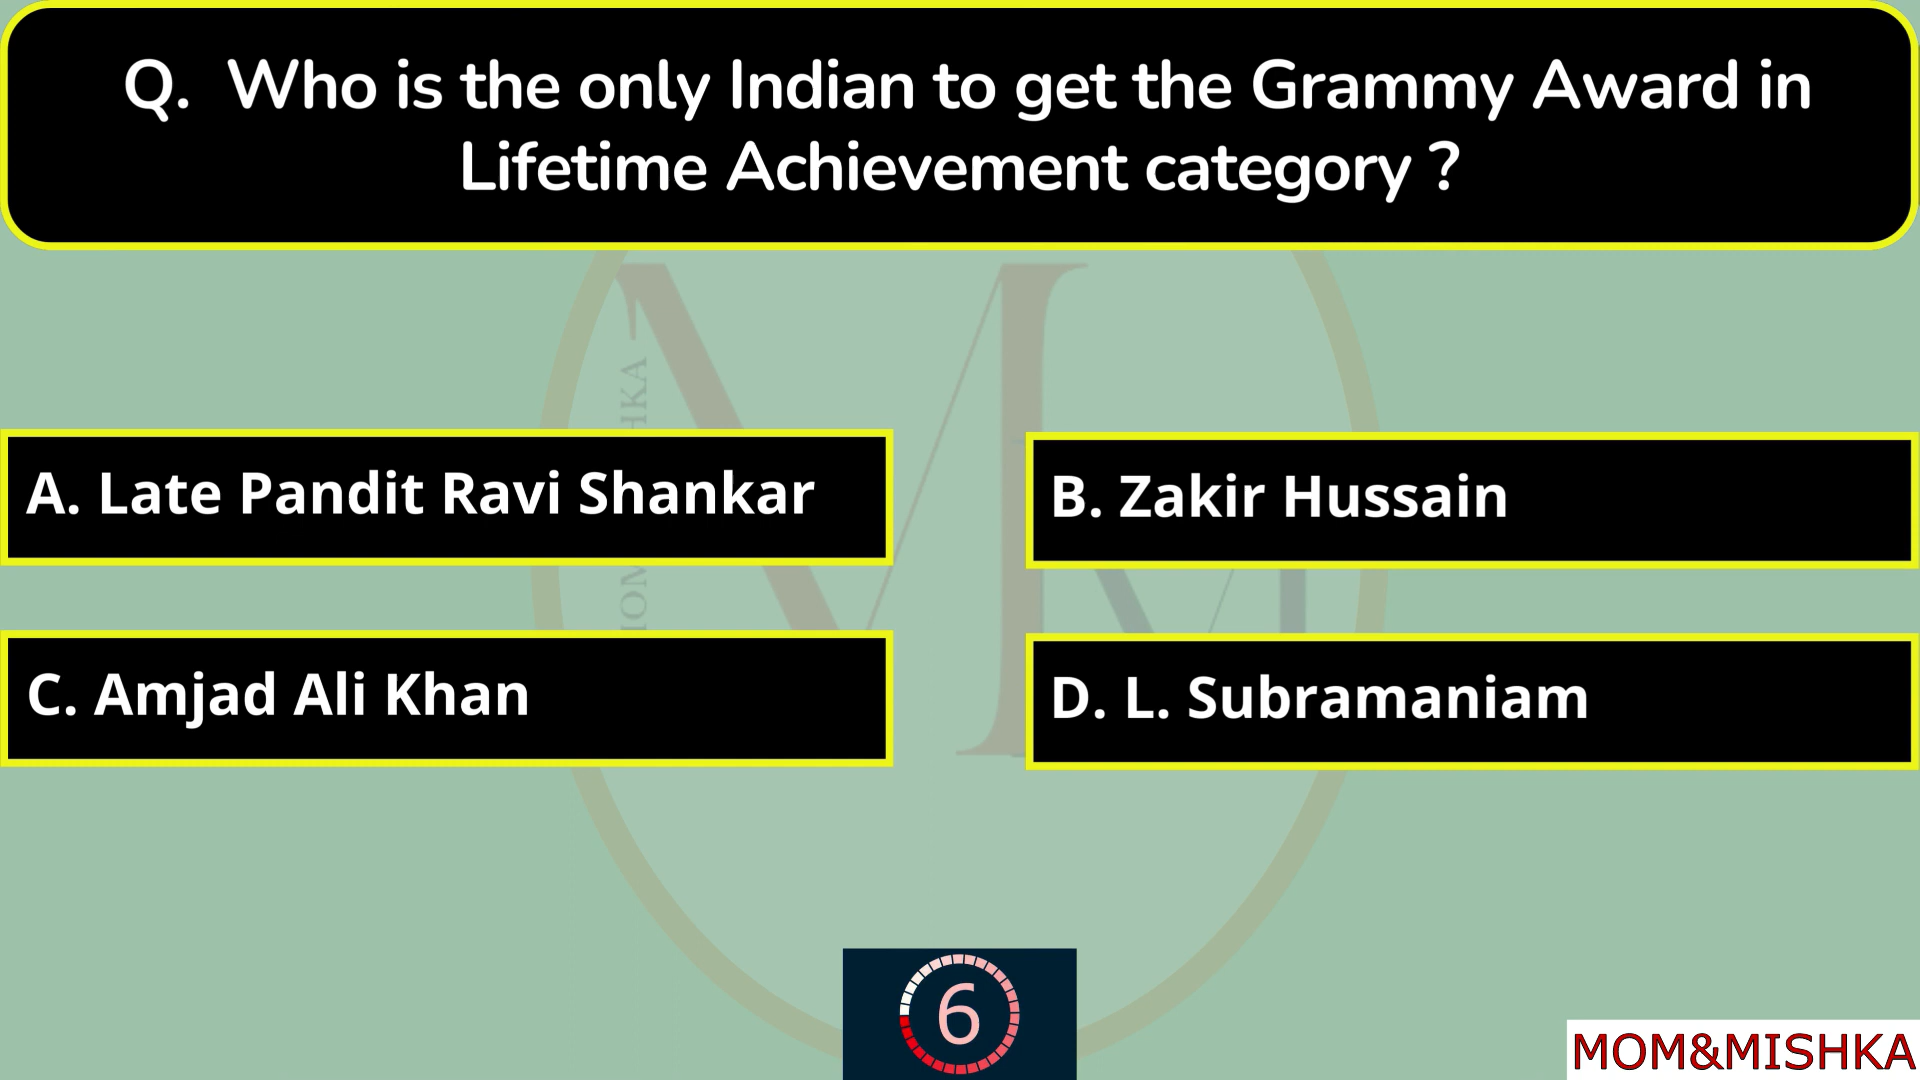 Q. Who is the only Indian to get the Grammy Award in
Lifetime Achievement category ?
A. Late Pandit Ravi Shankar
B. Zakir Hussain
C. Amjad Ali Khan
D. L. Subramaniam
6
MOM&MISHKA